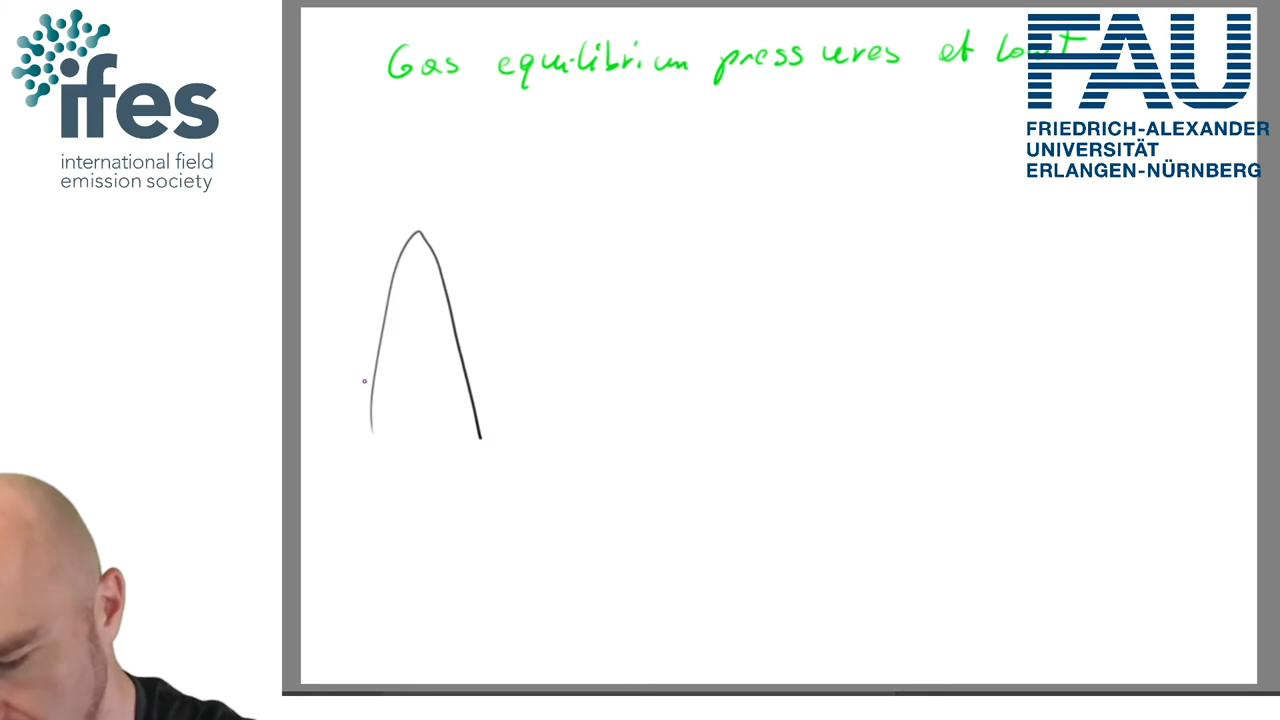 Gas equilibrium pressures at
FAU
FRIEDRICH-ALEXANDER
UNIVERSITÄT
ERLANGEN-NÜRNBERG
ifes
international field
emission society